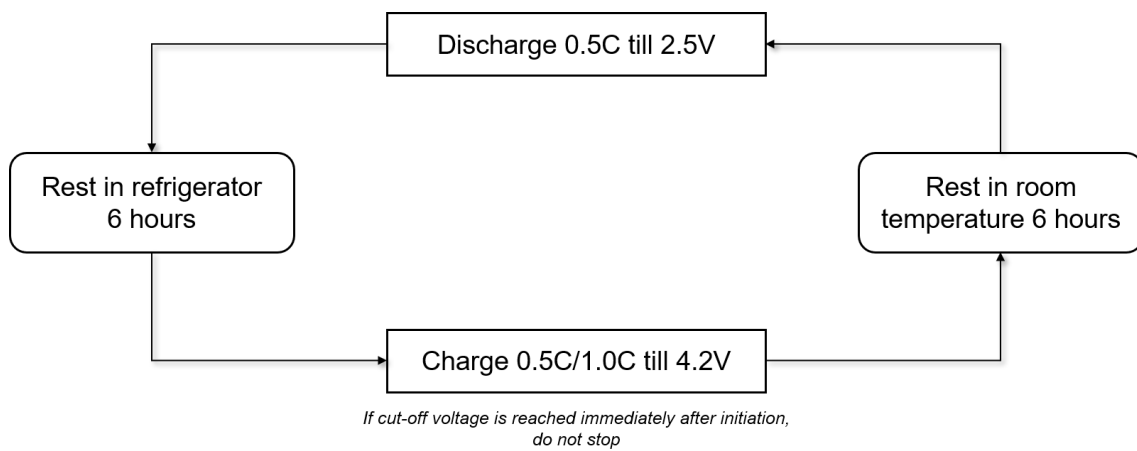 Discharge 0.5C till 2.5V
Rest in refrigerator
6 hours
Rest in room
temperature 6 hours
Charge 0.5C/1.0C till 4.2V
If cut-off voltage is reached immediately after initiation,
do not stop